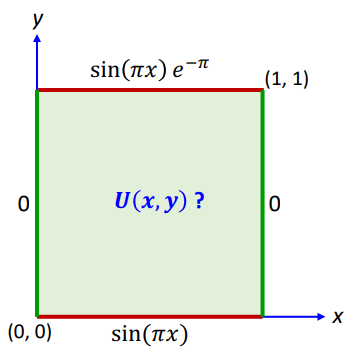 y
sin(πx) e^{-π}
(1, 1)
0
U(x, y) ?
0
x
(0, 0)
sin(πx)